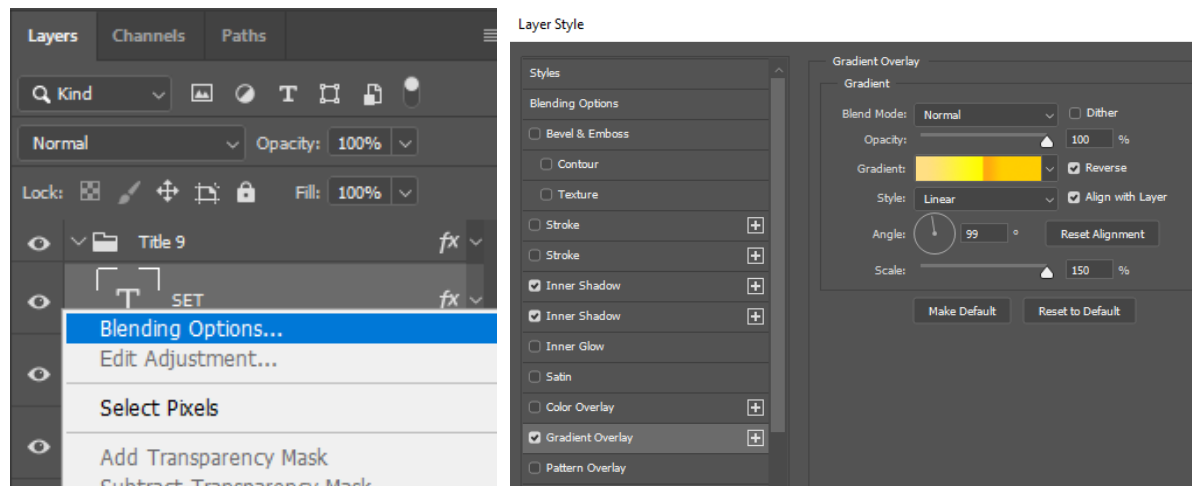 Layers Channels Paths
Kind
Normal Opacity: 100%
Lock: Fill: 100%
Title 9 fx
T SET fx
Blending Options...
Edit Adjustment...
Select Pixels
Add Transparency Mask
Subtract Transparency Mask
Layer Style
Styles
Blending Options
Bevel & Emboss
Contour
Texture
Stroke
Stroke
Inner Shadow
Inner Shadow
Inner Glow
Satin
Color Overlay
Gradient Overlay
Pattern Overlay
Gradient Overlay
Gradient
Blend Mode: Normal Dither
Opacity: 100 %
Gradient: Reverse
Style: Linear Align with Layer
Angle: 99 ° Reset Alignment
Scale: 150 %
Make Default Reset to Default